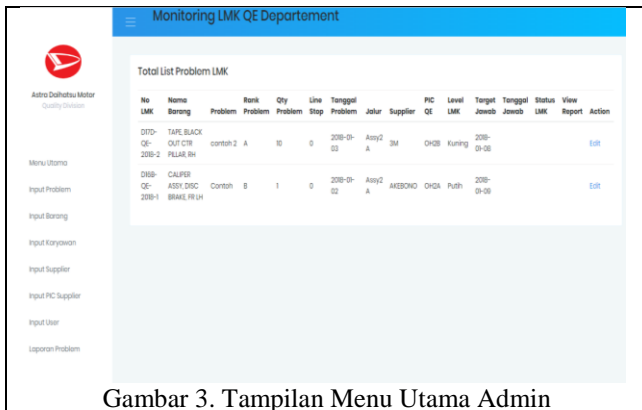 Monitoring LMK QE Departement
Astra Daihatsu Motor
Quality Division
Menu Utama
Input Problem
Input Barang
Input Karyawan
Input Supplier
Input PIC Supplier
Input User
Laporan Problem
Total List Problem LMK
No Nama Rank Qty Line Tanggal PIC Level Target Tanggal Status View
LMK Barang Problem Problem Problem Stop Problem Jalur Supplier QE LMK Jawab Jawab LMK Report Action
D17D- TAPE, BLACK
QE- OUT CTR contoh 2 A 10 0 2018-01- Assy2 3M OH2B Kuning 2018- Edit
2018-2 PILLAR, RH 03 A
D16B- CALIPER
QE- ASSY, DISC Contoh B 1 0 2018-01- Assy2 AKEBONO OH2A Putih 2018- Edit
2018-1 BRAKE, FR LH 02 A
Gambar 3. Tampilan Menu Utama Admin